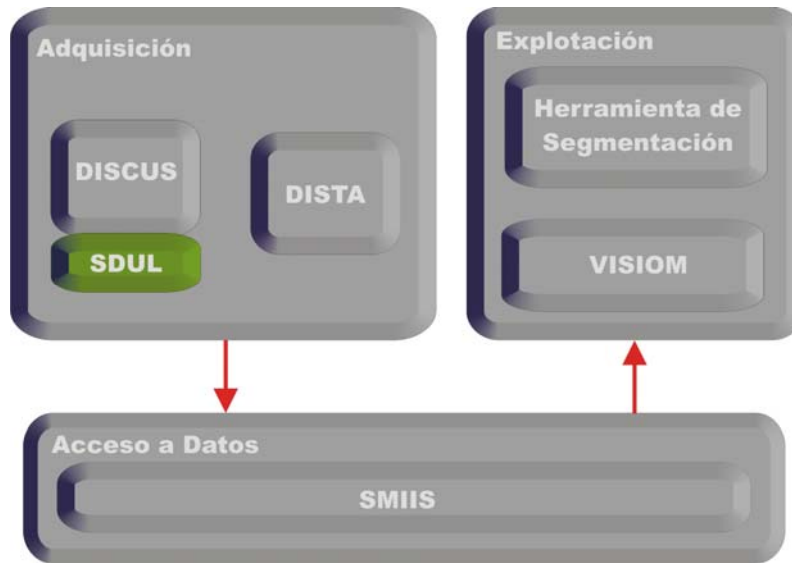 Adquisición
DISCUS
SDUL
DISTA
Explotación
Herramienta de
Segmentación
VISIOM
Acceso a Datos
SMIIS